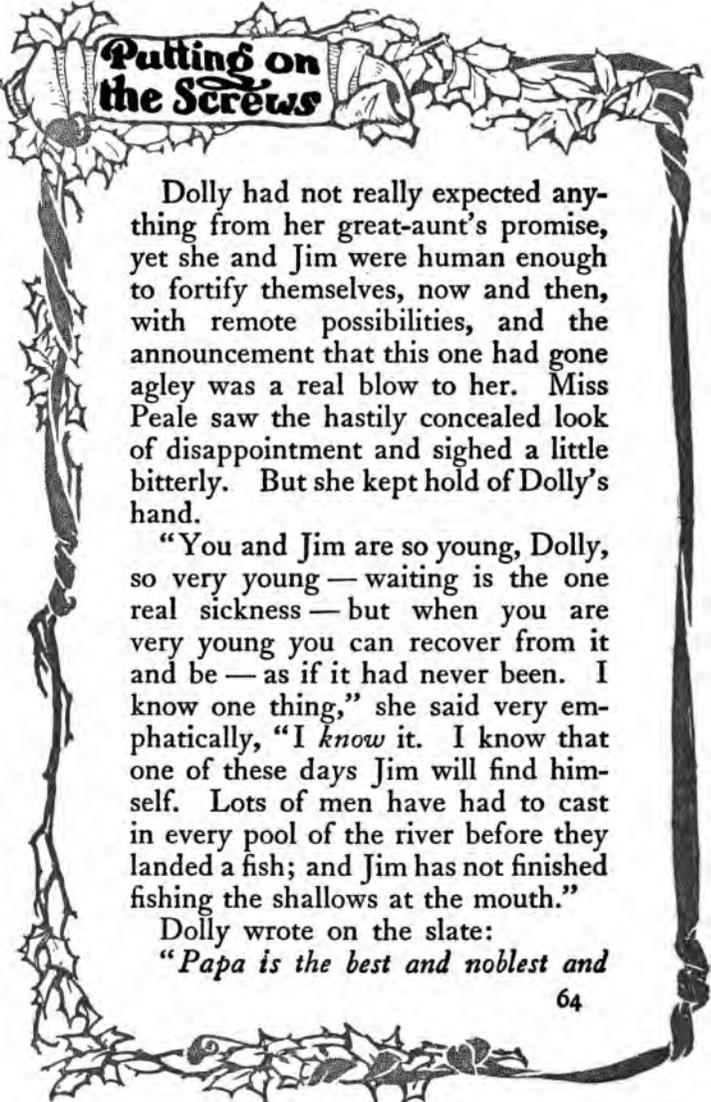 Putting on
the Screws
Dolly had not really expected any-
thing from her great-aunt's promise,
yet she and Jim were human enough
to fortify themselves, now and then,
with remote possibilities, and the
announcement that this one had gone
agley was a real blow to her. Miss
Peale saw the hastily concealed look
of disappointment and sighed a little
bitterly. But she kept hold of Dolly's
hand.
"You and Jim are so young, Dolly,
so very young — waiting is the one
real sickness — but when you are
very young you can recover from it
and be — as if it had never been. I
know one thing," she said very em-
phatically, "I know it. I know that
one of these days Jim will find him-
self. Lots of men have had to cast
in every pool of the river before they
landed a fish; and Jim has not finished
fishing the shallows at the mouth."
Dolly wrote on the slate:
"Papa is the best and noblest and
64